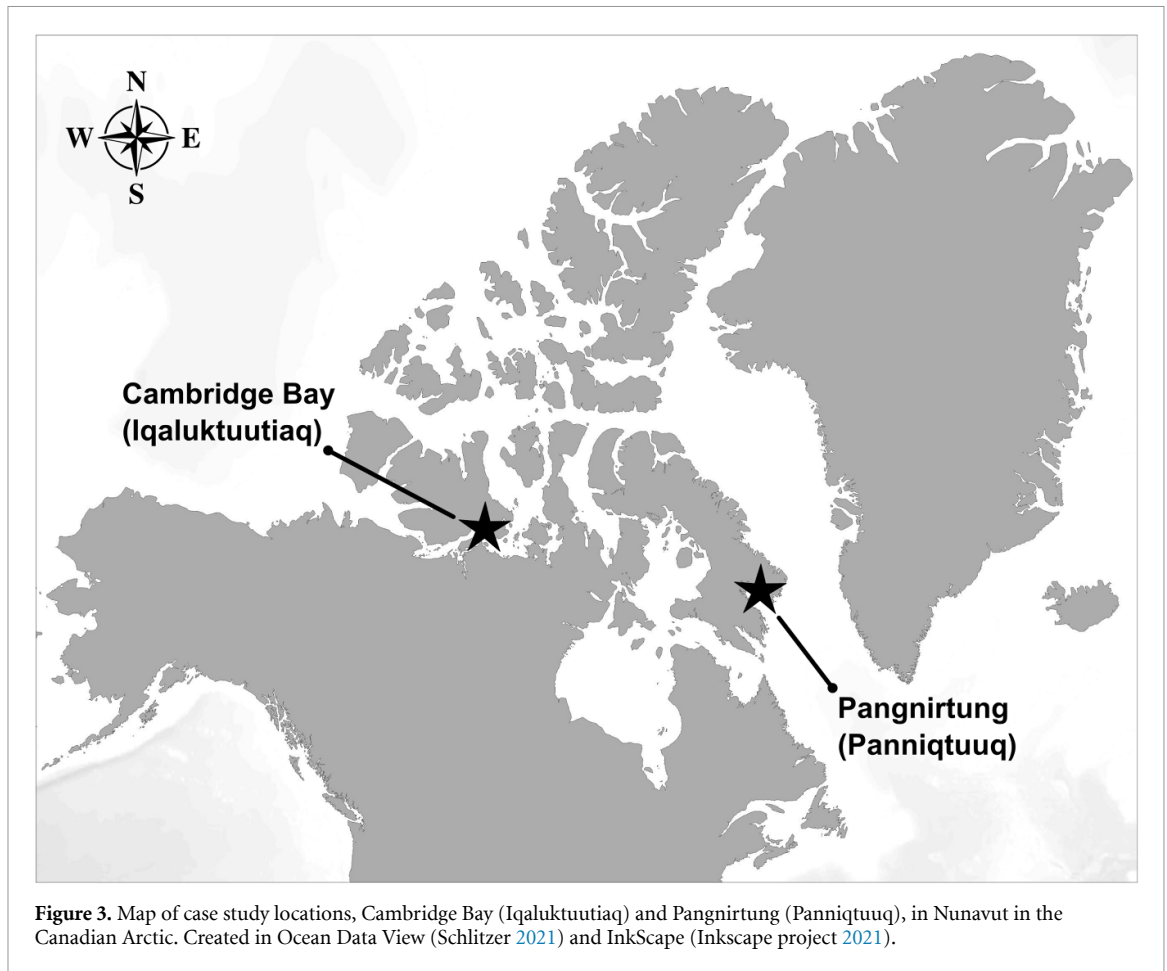 N
W E
S
Cambridge Bay
(Iqaluktuutiaq)
Pangnirtung
(Panniqtuuq)
Figure 3. Map of case study locations, Cambridge Bay (Iqaluktuutiaq) and Pangnirtung (Panniqtuuq), in Nunavut in the
Canadian Arctic. Created in Ocean Data View (Schlitzer 2021) and InkScape (Inkscape project 2021).